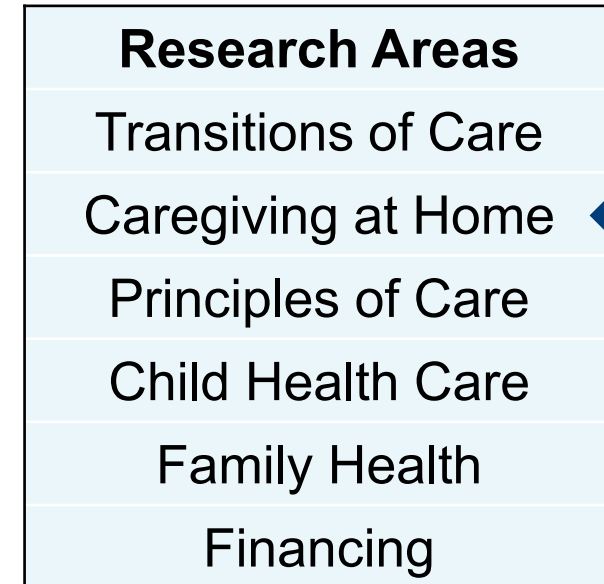 Research Areas
Transitions of Care
Caregiving at Home
Principles of Care
Child Health Care
Family Health
Financing